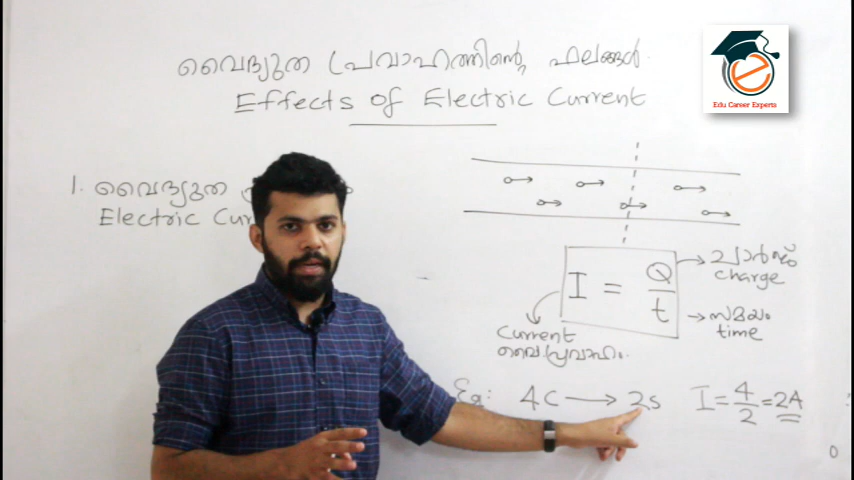 വൈദ്യുത പ്രവാഹത്തിന്റെ ഫലങ്ങൾ.
Effects of Electric Current
Edu Career Experts
1. വൈദ്യുത
Electric Cur
I = Q/t
ചാർജ്
charge
സമയം
time
Current
വൈ.പ്രവാഹം.
Eg: 4C → 2s I = 4/2 = 2A